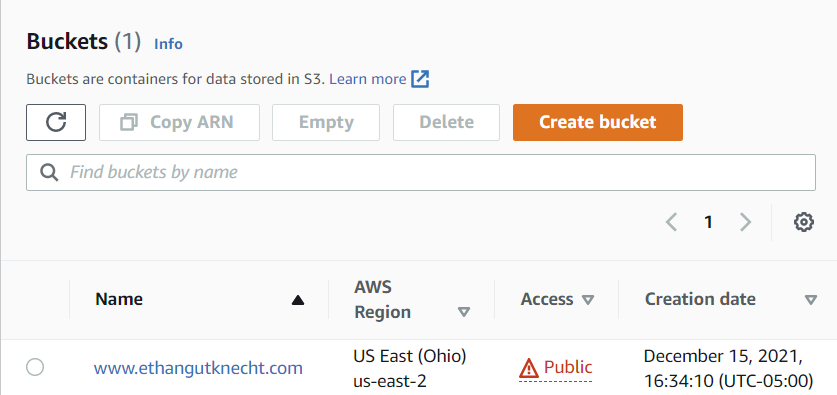 Buckets (1) Info
Buckets are containers for data stored in S3. Learn more
Copy ARN Empty Delete Create bucket
Find buckets by name
1
Name AWS Region Access Creation date
www.ethangutknecht.com US East (Ohio) Public December 15, 2021,
us-east-2 16:34:10 (UTC-05:00)